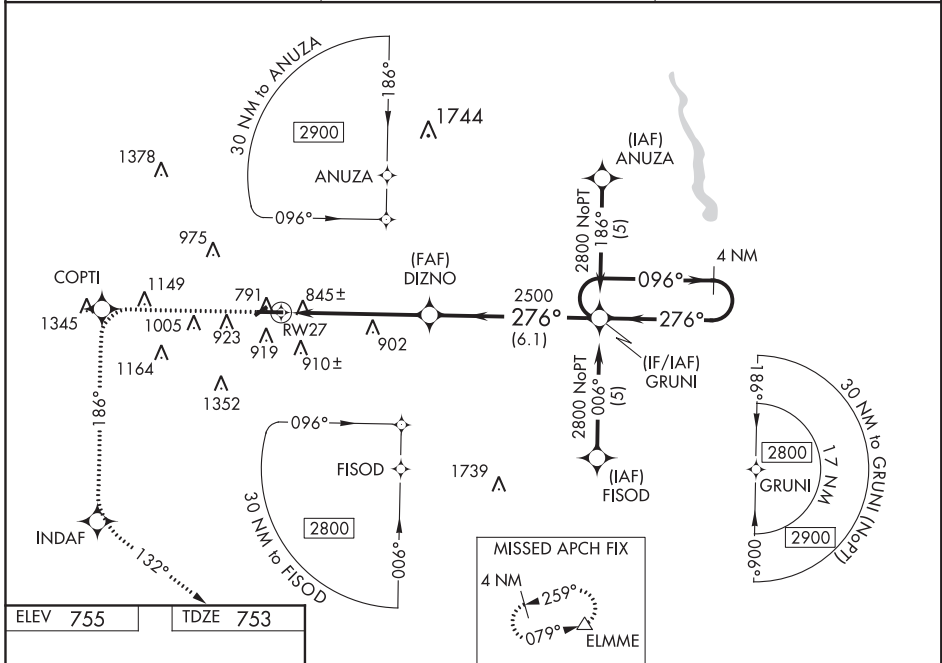 30 NM to ANUZA
186°
2900
ANUZA
096°
1744
1378
975
(IAF)
ANUZA
2800 NoPT
186°
(5)
4 NM
096°
276°
COPTI
1345
1149
1005
923
791
845±
RW27
919
910±
1164
1352
(FAF)
DIZNO
902
2500
276°
(6.1)
(IF/IAF)
GRUNI
2800 NoPT
006°
(5)
(IAF)
FISOD
186°
INDAF
132°
096°
FISOD
2800
006°
30 NM to FISOD
1739
186°
30 NM to GRUNI (NoPT)
2800
17 NM
GRUNI
2900
006°
MISSED APCH FIX
4 NM
259°
079°
ELMME
ELEV 755
TDZE 753